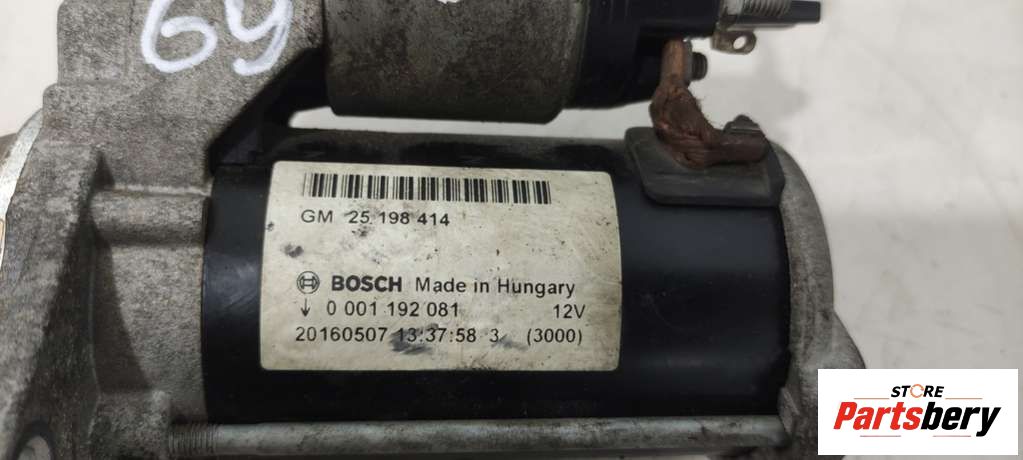 69
GM 25 198 414
BOSCH Made in Hungary
↓ 0 001 192 081 12V
20160507 13:37:58 3 (3000)
STORE
Partsbery